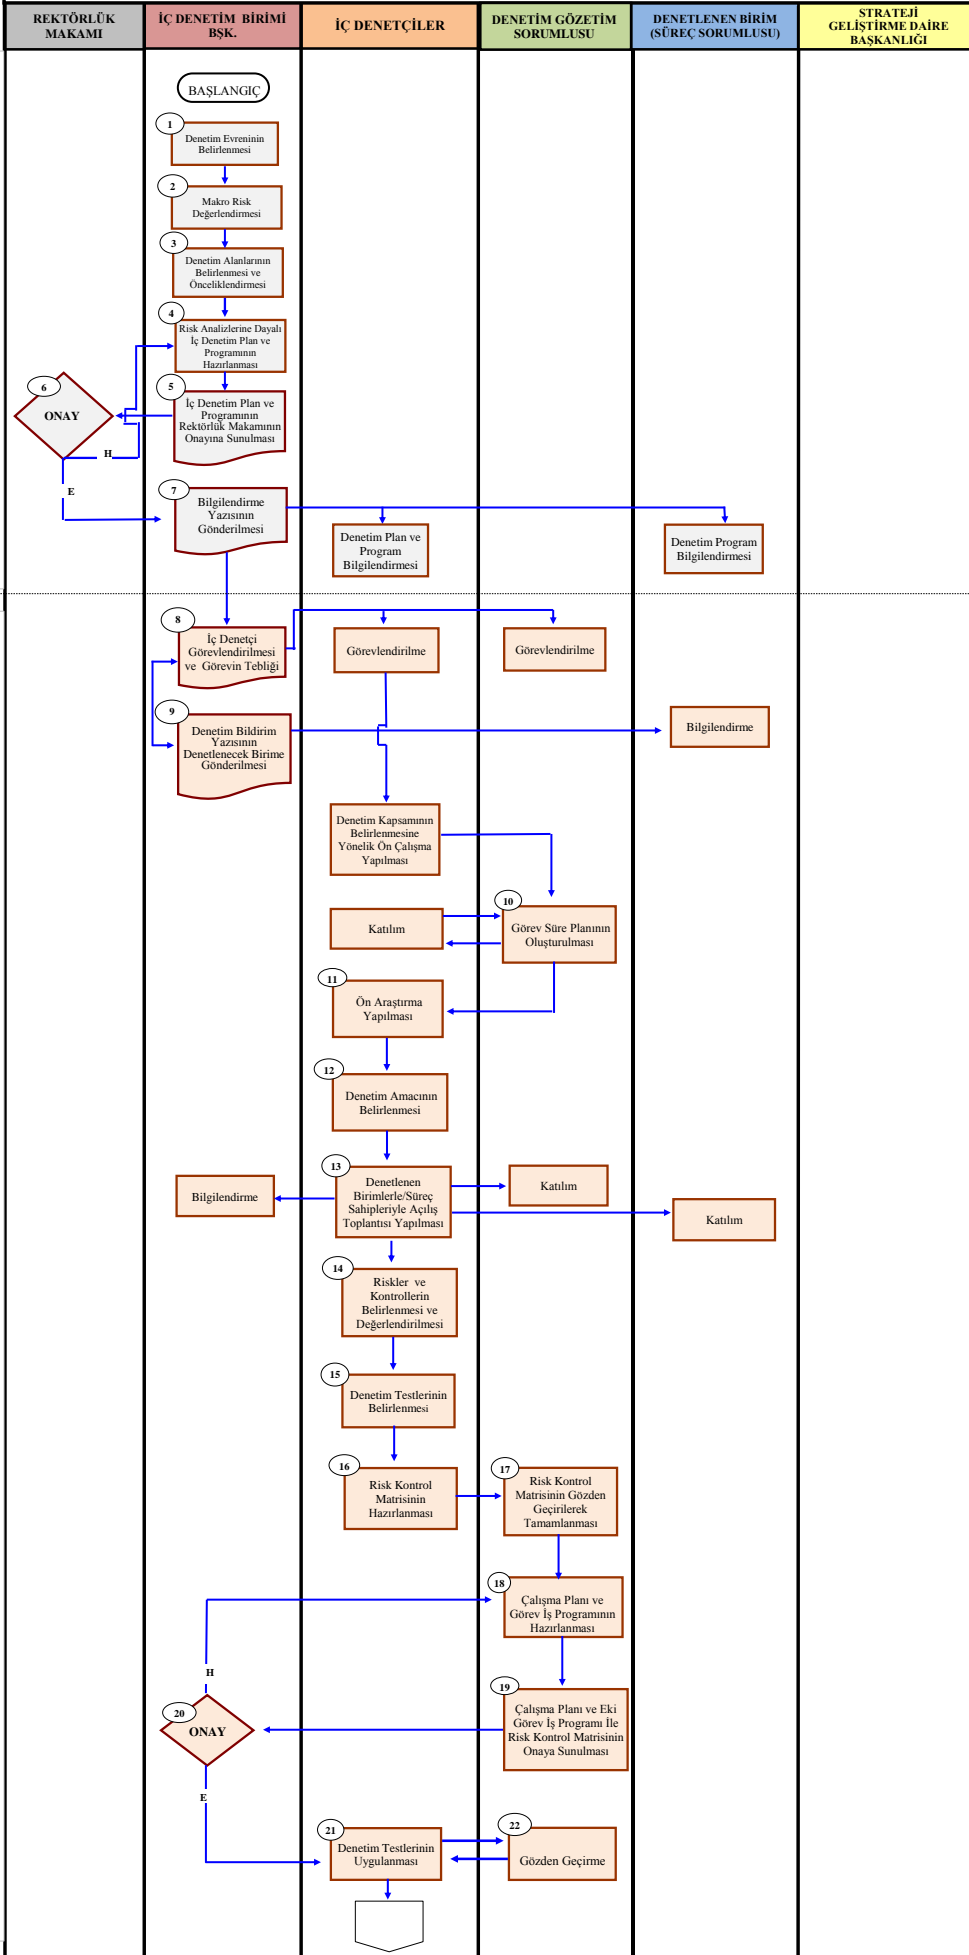 REKTÖRLÜK
MAKAMI
İÇ DENETİM BİRİMİ
BŞK.
İÇ DENETÇİLER
DENETİM GÖZETİM
SORUMLUSU
DENETLENEN BİRİM
(SÜREÇ SORUMLUSU)
STRATEJİ
GELİŞTİRME DAİRE
BAŞKANLIĞI
BAŞLANGIÇ
1
Denetim Evreninin
Belirlenmesi
2
Makro Risk
Değerlendirmesi
3
Denetim Alanlarının
Belirlenmesi ve
Önceliklendirmesi
4
Risk Analizlerine Dayalı
İç Denetim Plan ve
Programının
Hazırlanması
5
İç Denetim Plan ve
Programının
Rektörlük Makamının
Onayına Sunulması
6
ONAY
H
E
7
Bilgilendirme
Yazısının
Gönderilmesi
Denetim Plan ve
Program
Bilgilendirmesi
Denetim Program
Bilgilendirmesi
8
İç Denetçi
Görevlendirilmesi
ve Görevin Tebliği
Görevlendirilme
Görevlendirilme
9
Denetim Bildirim
Yazısının
Denetlenecek Birime
Gönderilmesi
Bilgilendirme
Denetim Kapsamının
Belirlenmesine
Yönelik Ön Çalışma
Yapılması
10
Görev Süre Planının
Oluşturulması
Katılım
11
Ön Araştırma
Yapılması
12
Denetim Amacının
Belirlenmesi
13
Denetlenen
Birimlerle/Süreç
Sahipleriyle Açılış
Toplantısı Yapılması
Bilgilendirme
Katılım
Katılım
14
Riskler ve
Kontrollerin
Belirlenmesi ve
Değerlendirilmesi
15
Denetim Testlerinin
Belirlenmesi
16
Risk Kontrol
Matrisinin
Hazırlanması
17
Risk Kontrol
Matrisinin Gözden
Geçirilerek
Tamamlanması
18
Çalışma Planı ve
Görev İş Programının
Hazırlanması
H
19
Çalışma Planı ve Eki
Görev İş Programı İle
Risk Kontrol Matrisinin
Onaya Sunulması
20
ONAY
E
21
Denetim Testlerinin
Uygulanması
22
Gözden Geçirme